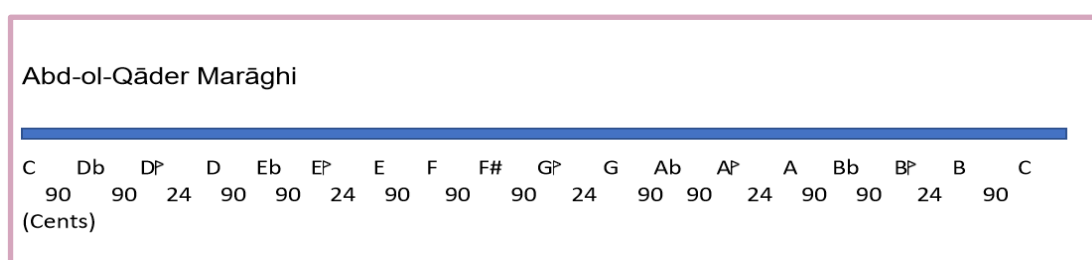 Abd-ol-Qāder Marāghi
C Db D𝈭 D Eb E𝈭 E F F# G𝈭 G Ab A𝈭 A Bb B𝈭 B C
90 90 24 90 90 24 90 90 90 24 90 90 24 90 90 24 90
(Cents)